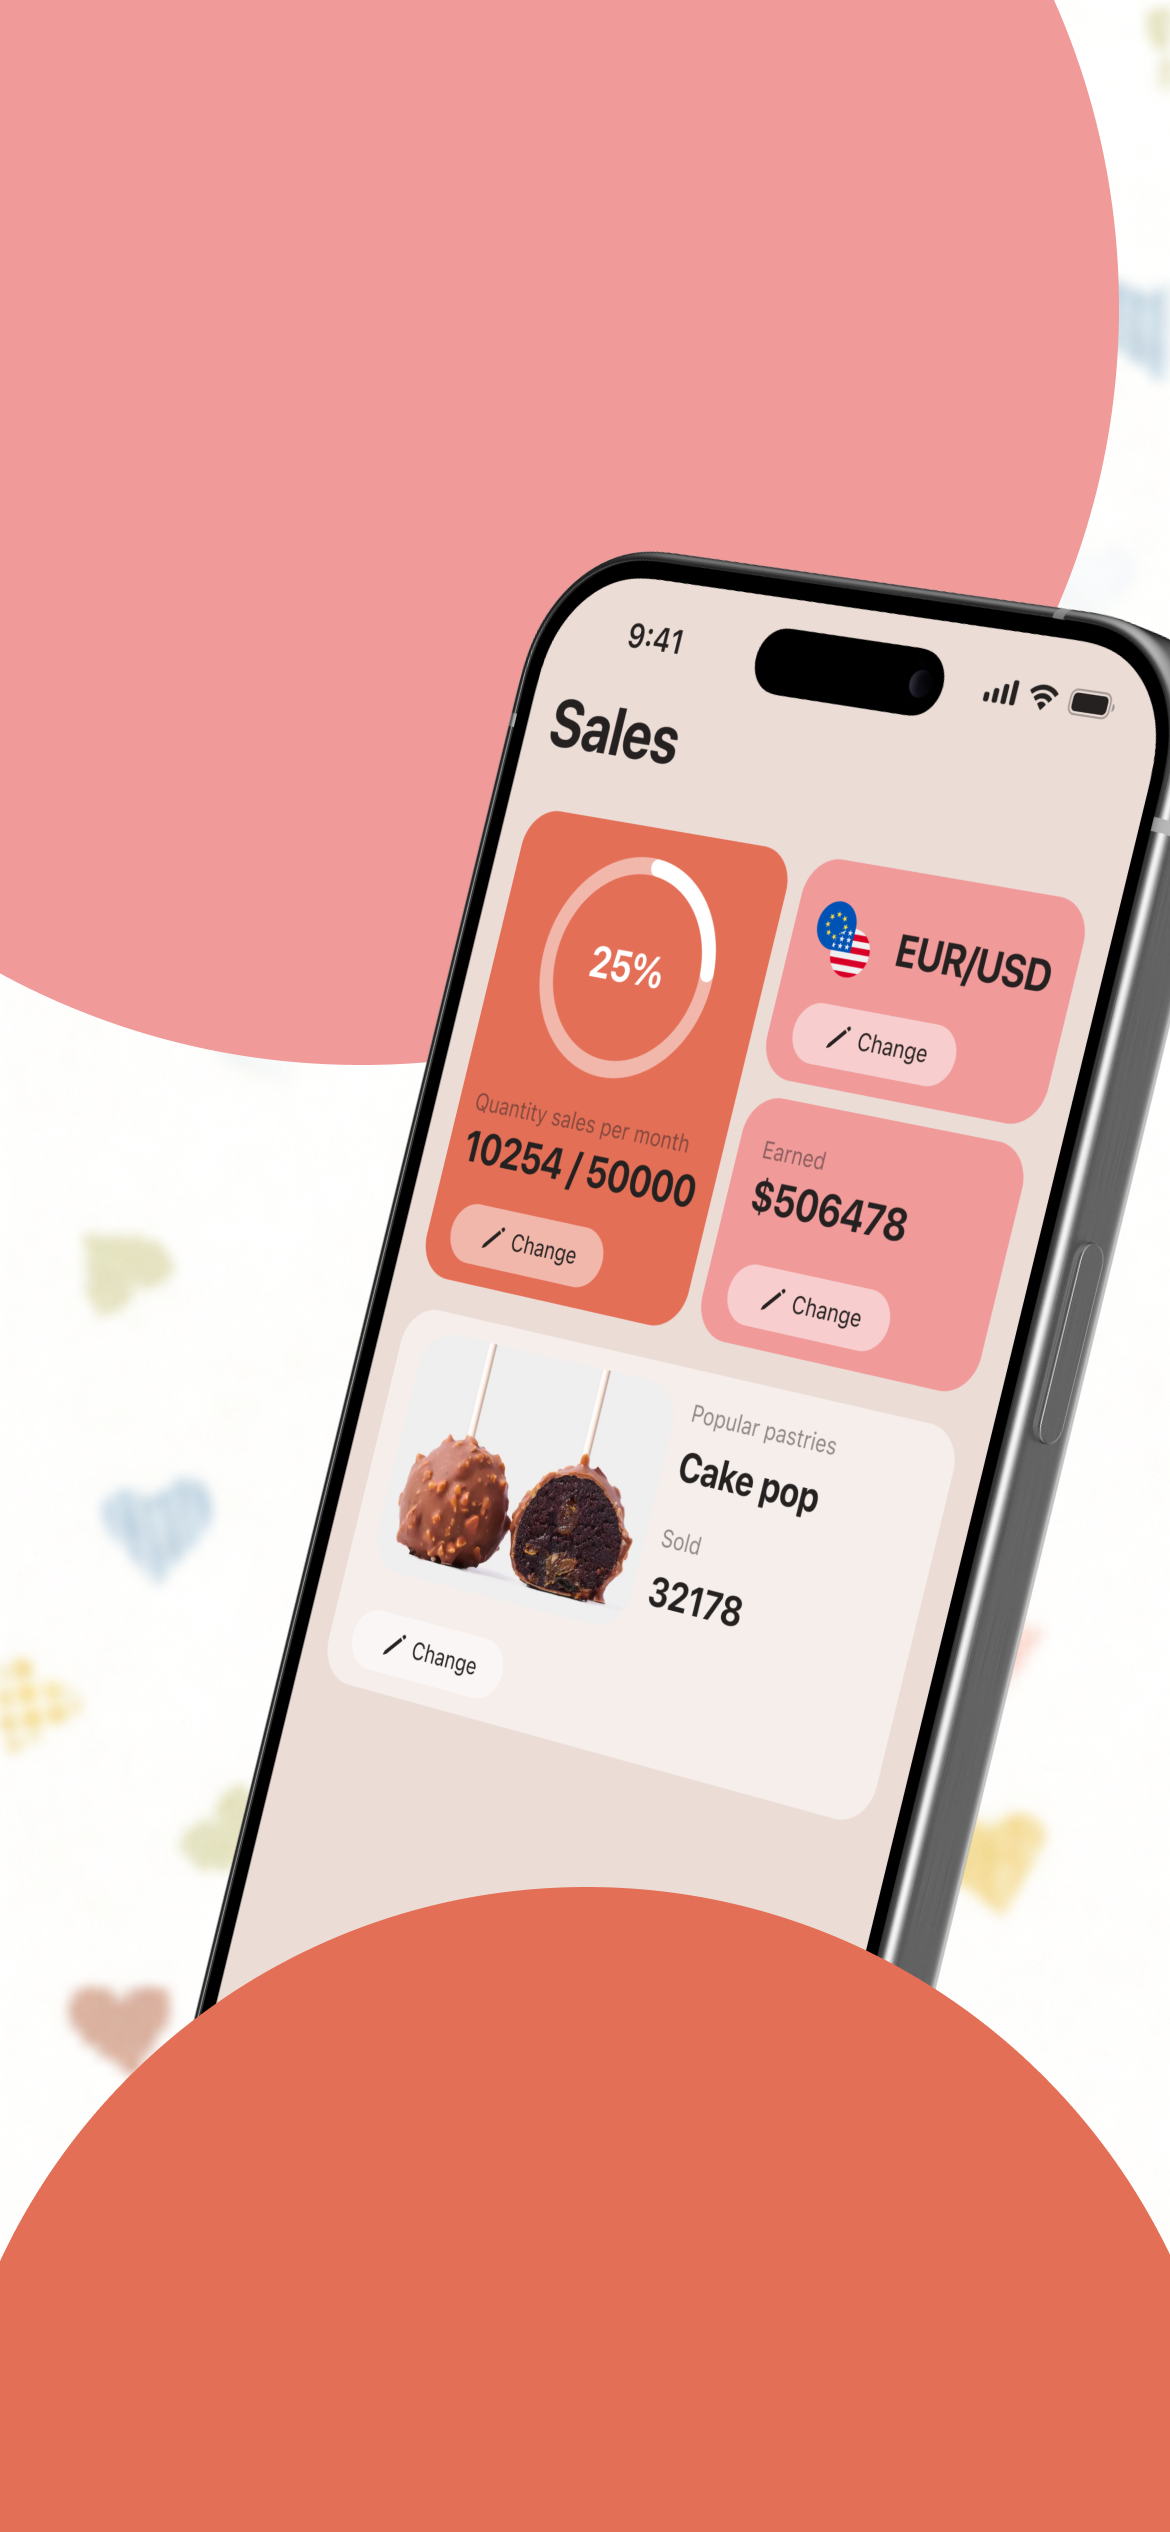 9:41
Sales
25%
Quantity sales per month
10254 / 50000
Change
EUR/USD
Change
Earned
$506478
Change
Popular pastries
Cake pop
Sold
32178
Change